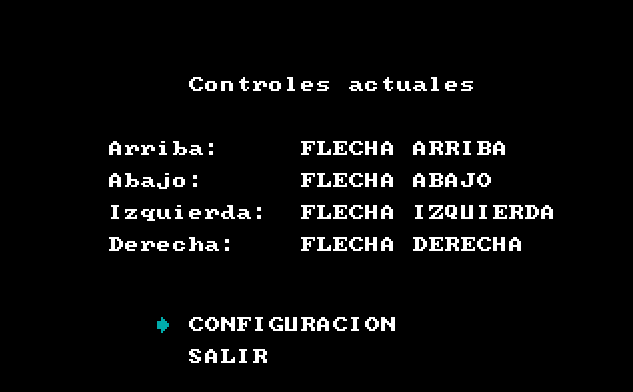 Controles actuales
Arriba: FLECHA ARRIBA
Abajo: FLECHA ABAJO
Izquierda: FLECHA IZQUIERDA
Derecha: FLECHA DERECHA
CONFIGURACION
SALIR